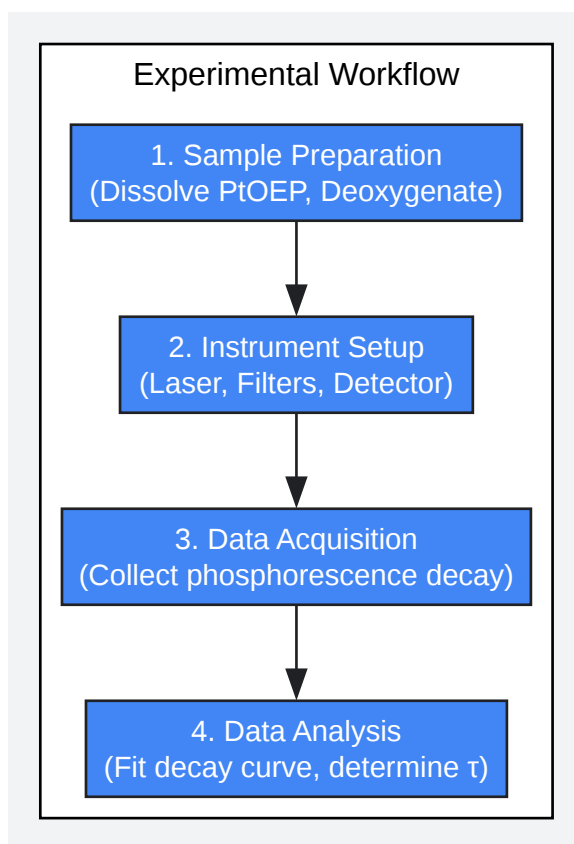 Experimental Workflow
1. Sample Preparation
(Dissolve PtOEP, Deoxygenate)
2. Instrument Setup
(Laser, Filters, Detector)
3. Data Acquisition
(Collect phosphorescence decay)
4. Data Analysis
(Fit decay curve, determine τ)